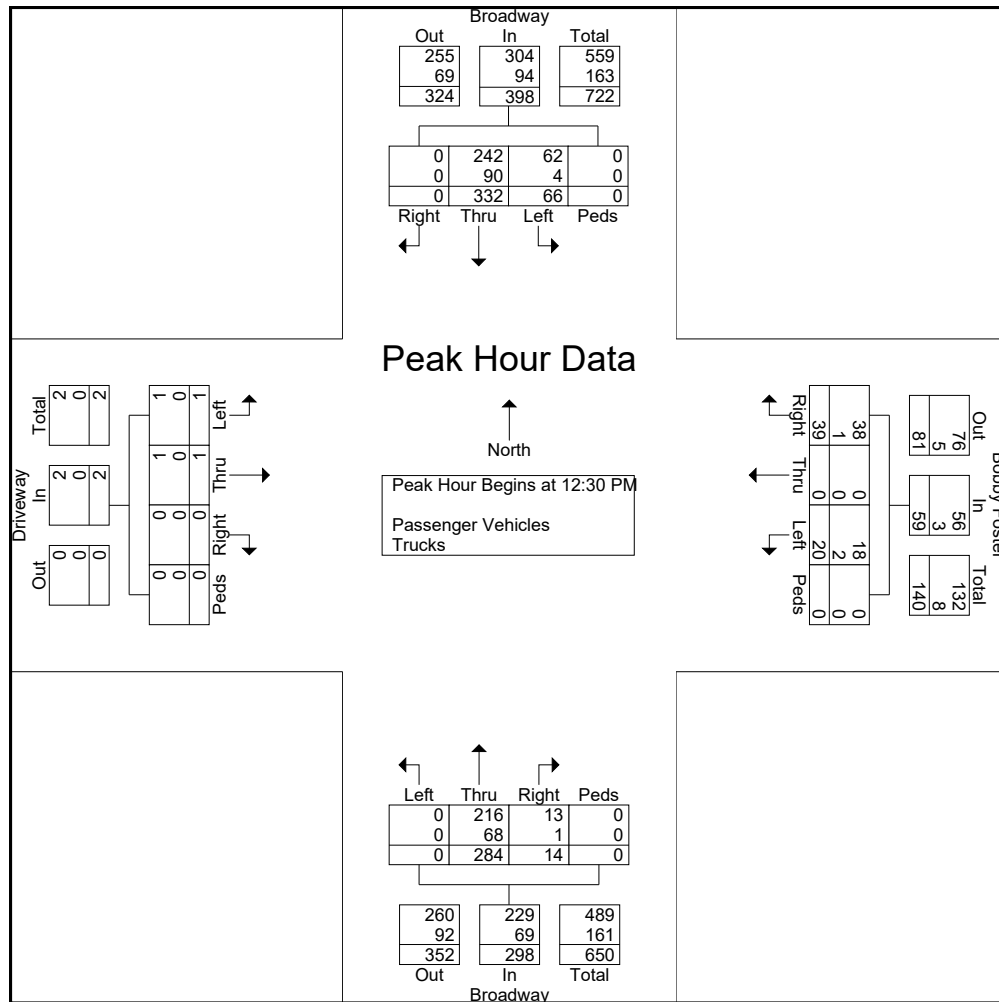 Broadway
Out In Total
255 304 559
69 94 163
324 398 722
0 242 62 0
0 90 4 0
0 332 66 0
Right Thru Left Peds
Peak Hour Data
North
Peak Hour Begins at 12:30 PM
Passenger Vehicles
Trucks
Driveway
Out In Total
0 2 2
0 0 0
0 2 2
Left Thru Right Peds
1 1 0 0
0 0 0 0
1 1 0 0
Bobby Foster
Out In Total
76 56 132
5 3 8
81 59 140
38 0 18 0
1 0 2 0
39 0 20 0
Right Thru Left Peds
Left Thru Right Peds
0 216 13 0
0 68 1 0
0 284 14 0
260 229 489
92 69 161
352 298 650
Out In Total
Broadway